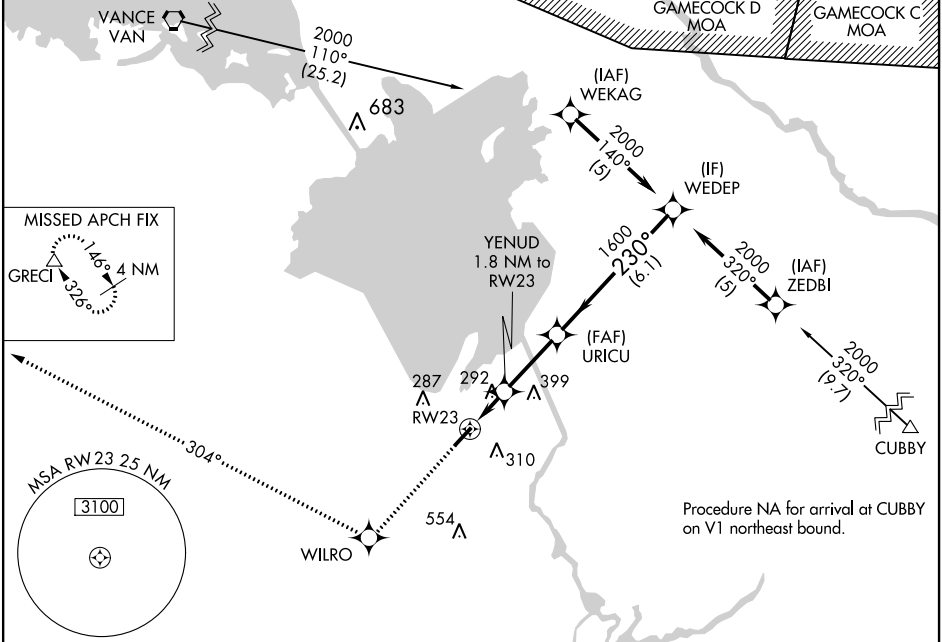 VANCE
VAN
2000
110°
(25.2)
GAMECOCK D
MOA
GAMECOCK C
MOA
683
(IAF)
WEKAG
2000
140°
(5)
(IF)
WEDEP
MISSED APCH FIX
GRECI
146°
4 NM
326°
YENUD
1.8 NM to
RW23
1600
230°
(6.1)
2000
320°
(5)
(IAF)
ZEDBI
(FAF)
URICU
2000
320°
(9.7)
CUBBY
287
292
399
RW23
310
304°
554
WILRO
MSA RW 23 25 NM
3100
Procedure NA for arrival at CUBBY
on V1 northeast bound.